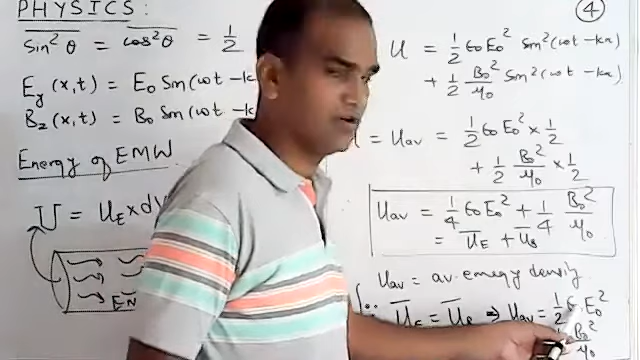 PHYSICS:
sin²θ = cos²θ = 1/2
Ey(x,t) = E0 Sin(ωt-k
Bz(x,t) = B0 Sin(ωt-k
Energy of EMW
U = uE x dV
EM
4
U = 1/2 ε0 E0² Sin²(ωt-kx)
+ 1/2 B0²/μ0 Sin²(ωt-kx)
= uav = 1/2 ε0 E0² × 1/2
+ 1/2 B0²/μ0 × 1/2
uav = 1/4 ε0 E0² + 1/4 B0²/μ0
= uE + uB
uav = av. energy density
uE = uB ⇒ uav = 1/2 ε0 E0²
B0²/μ0